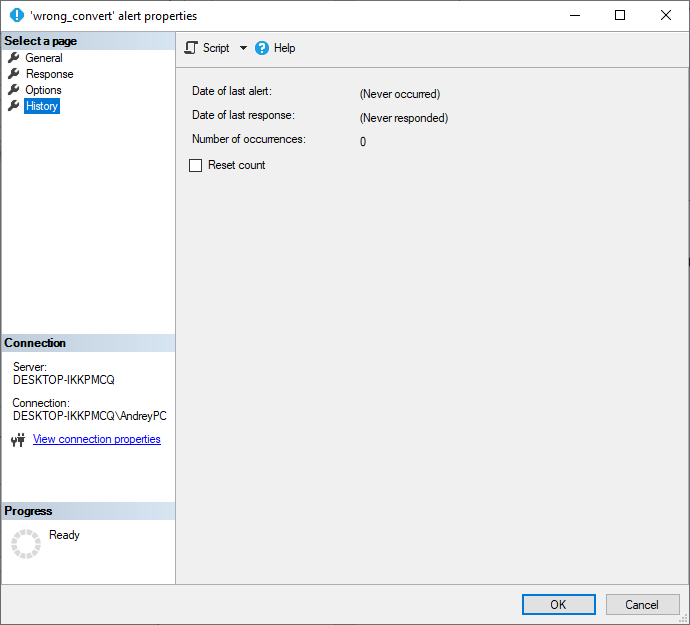 'wrong_convert' alert properties
Select a page
General
Response
Options
History
Script
Help
Date of last alert: (Never occurred)
Date of last response: (Never responded)
Number of occurrences: 0
Reset count
Connection
Server:
DESKTOP-IKKPMCQ
Connection:
DESKTOP-IKKPMCQ\AndreyPC
View connection properties
Progress
Ready
OK
Cancel